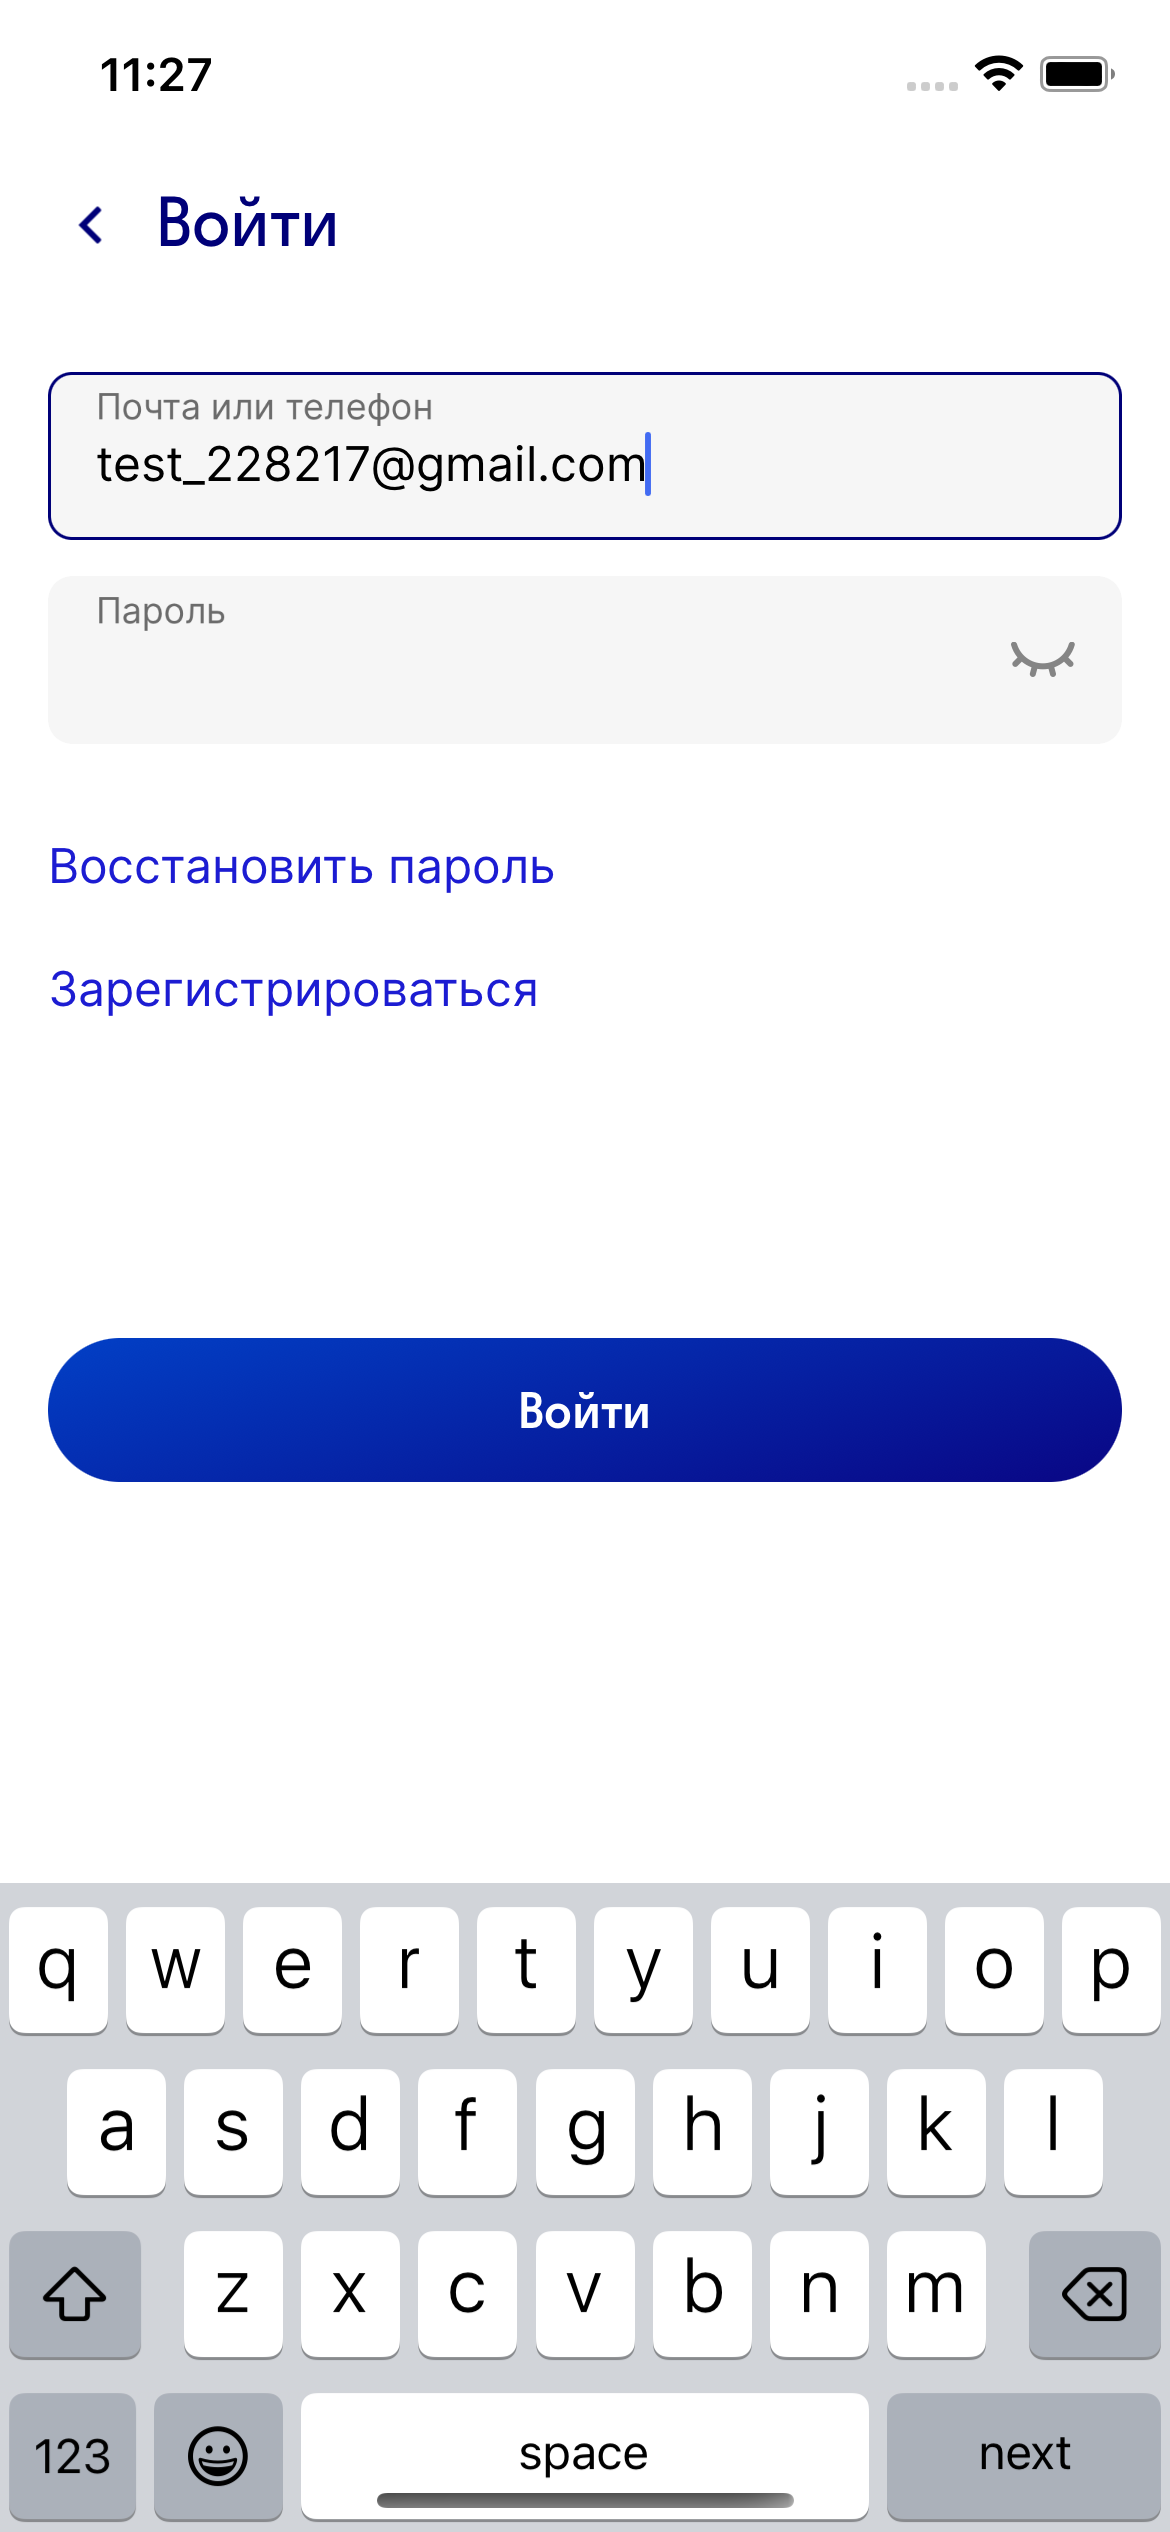 11:27
Войти
Почта или телефон
test_228217@gmail.com
Пароль
Восстановить пароль
Зарегистрироваться
Войти
q w e r t y u i o p
a s d f g h j k l
z x c v b n m
123 space next